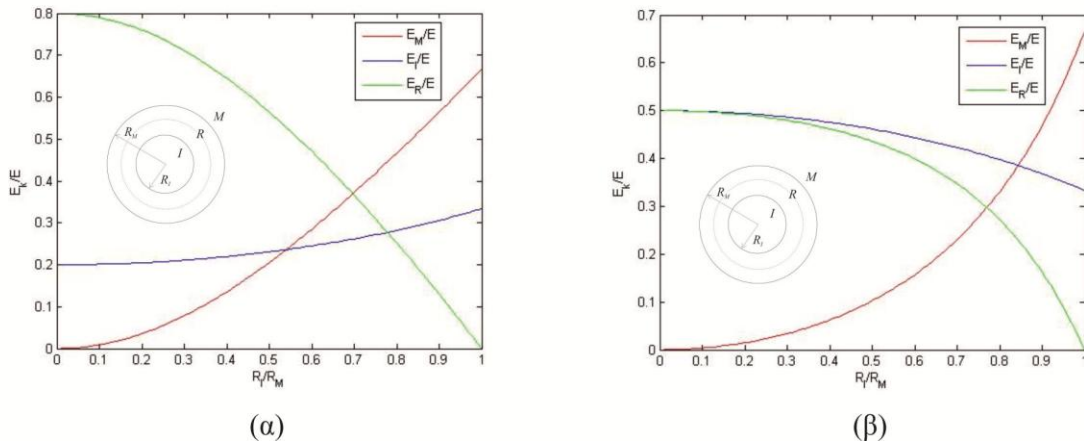 0.8
0.7
0.6
0.5
0.4
0.3
0.2
0.1
0
E_k/E
E_M/E
E_I/E
E_R/E
M
R_M
R
I
R_I
0 0.1 0.2 0.3 0.4 0.5 0.6 0.7 0.8 0.9 1
R_I/R_M
(α)
0.7
0.6
0.5
0.4
0.3
0.2
0.1
0
E_k/E
E_M/E
E_I/E
E_R/E
M
R_M
R
I
R_I
0 0.1 0.2 0.3 0.4 0.5 0.6 0.7 0.8 0.9 1
R_I/R_M
(β)